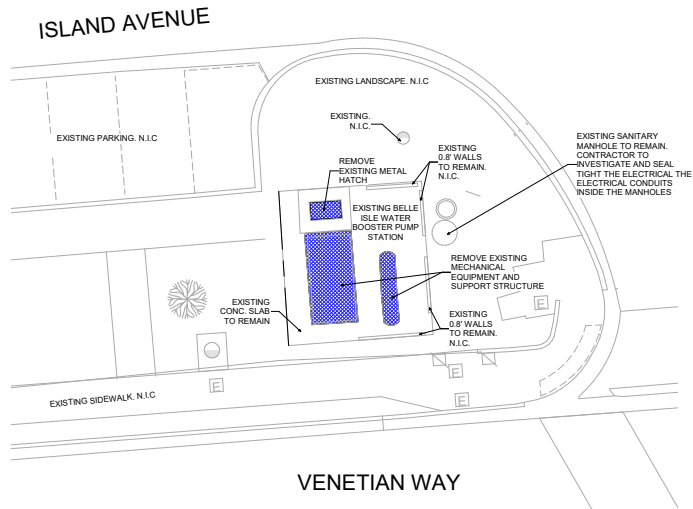 ISLAND AVENUE
EXISTING LANDSCAPE. N.I.C
EXISTING PARKING. N.I.C
EXISTING.
N.I.C.
EXISTING
0.8' WALLS
TO REMAIN.
N.I.C.
EXISTING SANITARY
MANHOLE TO REMAIN.
CONTRACTOR TO
INVESTIGATE AND SEAL
TIGHT THE ELECTRICAL THE
ELECTRICAL CONDUITS
INSIDE THE MANHOLES
REMOVE
EXISTING METAL
HATCH
EXISTING BELLE
ISLE WATER
BOOSTER PUMP
STATION
REMOVE EXISTING
MECHANICAL
EQUIPMENT AND
SUPPORT STRUCTURE
EXISTING
CONC. SLAB
TO REMAIN
EXISTING
0.8' WALLS
TO REMAIN.
N.I.C.
E
E
E
E
EXISTING SIDEWALK. N.I.C
VENETIAN WAY